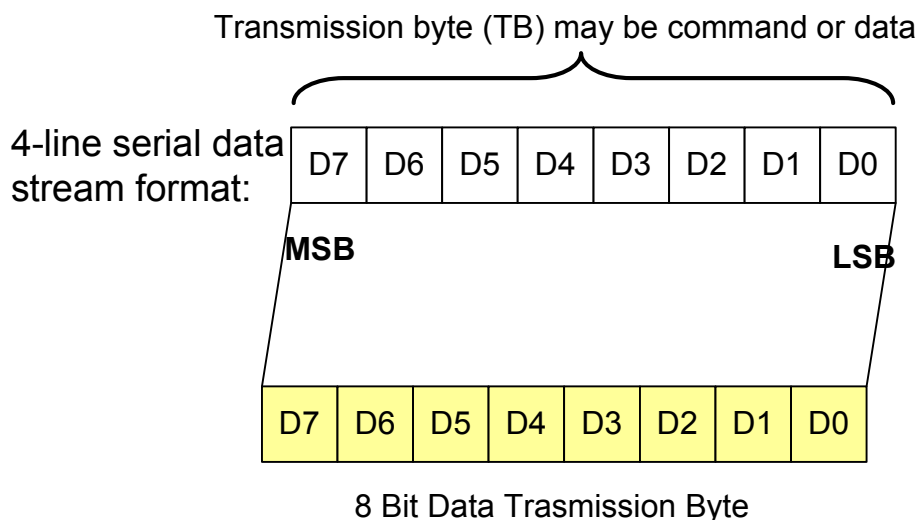 Transmission byte (TB) may be command or data
4-line serial data
stream format:
D7 D6 D5 D4 D3 D2 D1 D0
MSB LSB
D7 D6 D5 D4 D3 D2 D1 D0
8 Bit Data Trasmission Byte